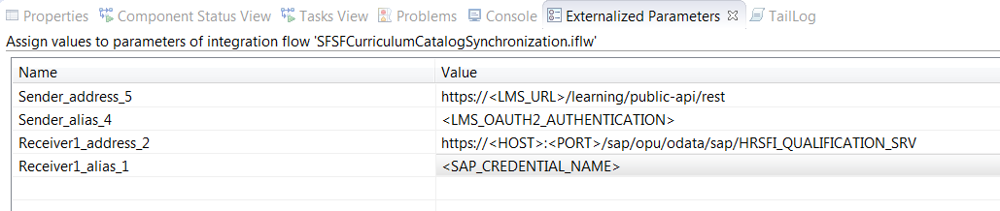 Properties Component Status View Tasks View Problems Console Externalized Parameters TailLog
Assign values to parameters of integration flow 'SFSFCurriculumCatalogSynchronization.iflw'
Name Value
Sender_address_5 https://<LMS_URL>/learning/public-api/rest
Sender_alias_4 <LMS_OAUTH2_AUTHENTICATION>
Receiver1_address_2 https://<HOST>:<PORT>/sap/opu/odata/sap/HRSFI_QUALIFICATION_SRV
Receiver1_alias_1 <SAP_CREDENTIAL_NAME>